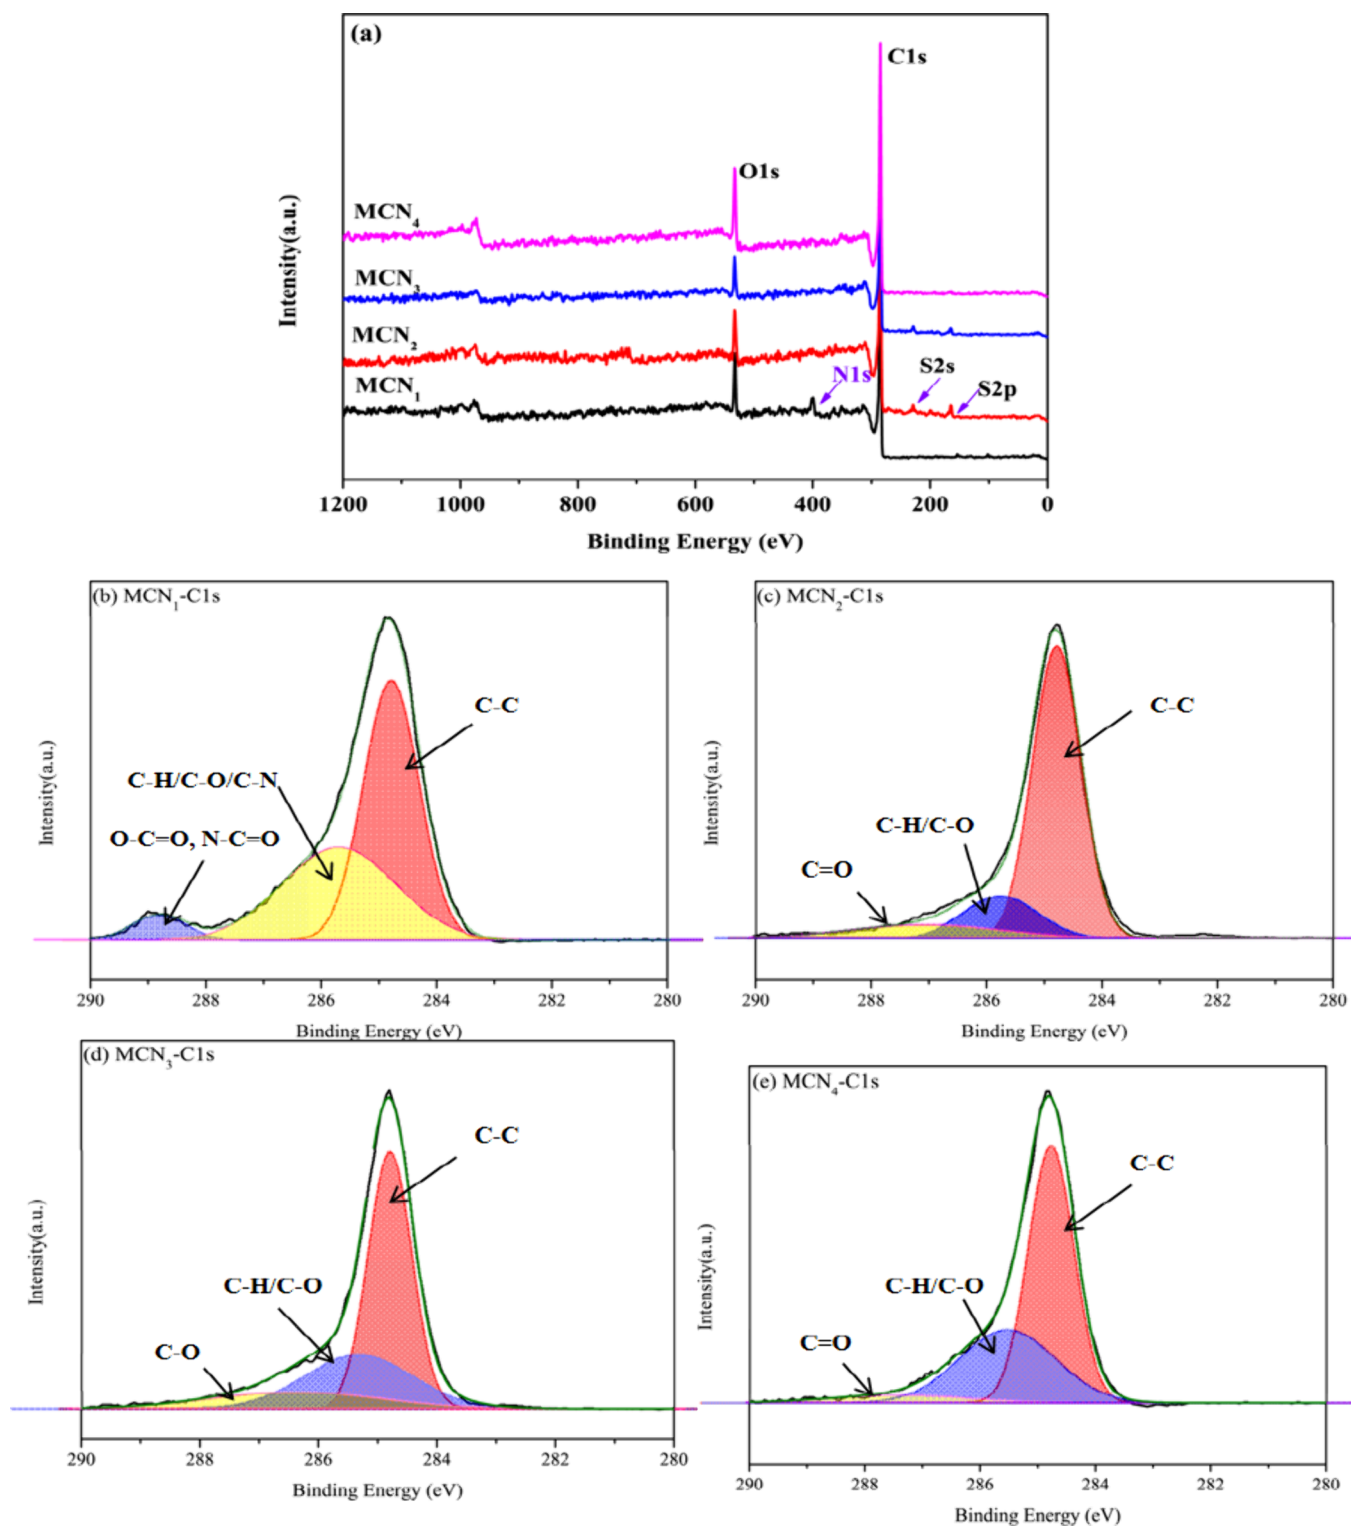 (a)
C1s
O1s
MCN4
MCN3
MCN2
MCN1
N1s
S2s
S2p
Intensity(a.u.)
1200 1000 800 600 400 200 0
Binding Energy (eV)
(b) MCN1-C1s
C-C
C-H/C-O/C-N
O-C=O, N-C=O
Intensity(a.u.)
290 288 286 284 282 280
Binding Energy (eV)
(c) MCN2-C1s
C-C
C-H/C-O
C=O
Intensity(a.u.)
290 288 286 284 282 280
Binding Energy (eV)
(d) MCN3-C1s
C-C
C-H/C-O
C-O
Intensity(a.u.)
290 288 286 284 282 280
Binding Energy (eV)
(e) MCN4-C1s
C-C
C-H/C-O
C=O
Intensity(a.u.)
290 288 286 284 282 280
Binding Energy (eV)